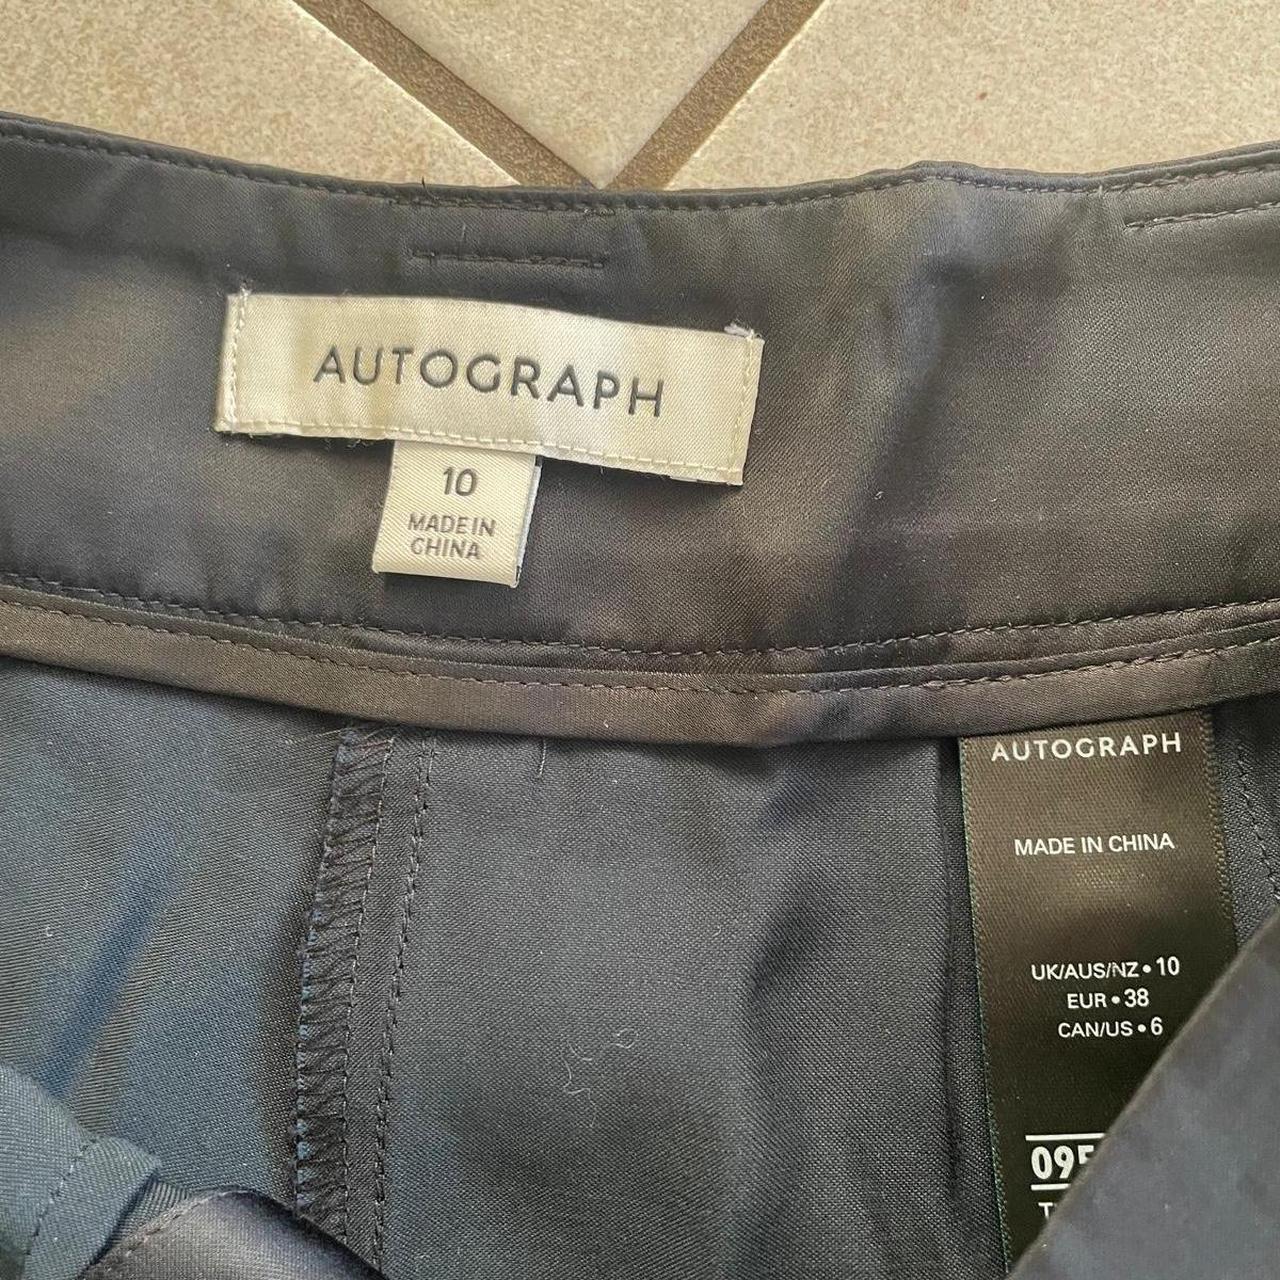 AUTOGRAPH
10
MADE IN
CHINA
AUTOGRAPH
MADE IN CHINA
UK/AUS/NZ • 10
EUR • 38
CAN/US • 6